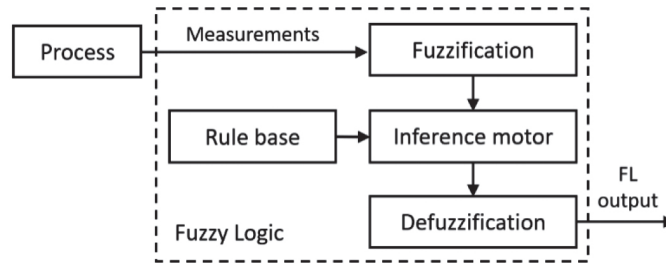 Process
Measurements
Fuzzification
Rule base
Inference motor
FL
output
Defuzzification
Fuzzy Logic